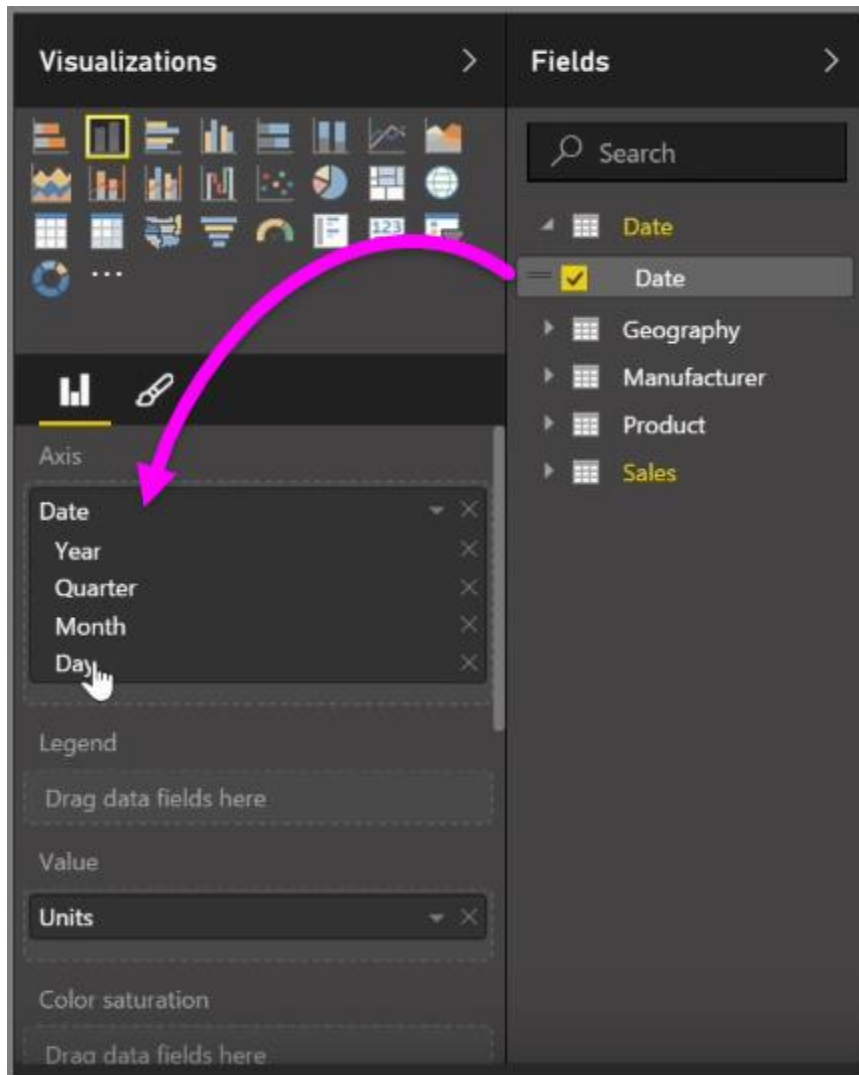 Visualizations
123
Axis
Date
Year
Quarter
Month
Day
Legend
Drag data fields here
Value
Units
Color saturation
Drag data fields here
Fields
Search
Date
Date
Geography
Manufacturer
Product
Sales